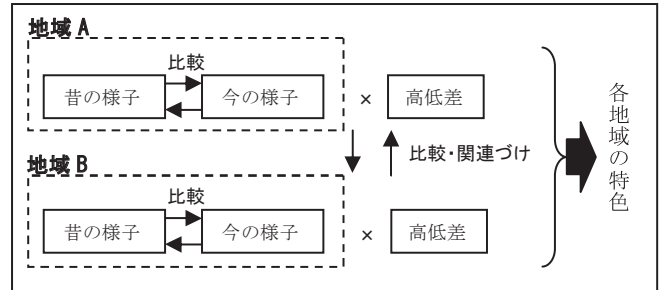 地域 A
比較
昔の様子 今の様子 × 高低差
比較・関連づけ
地域 B
比較
昔の様子 今の様子 × 高低差
各地域の特色